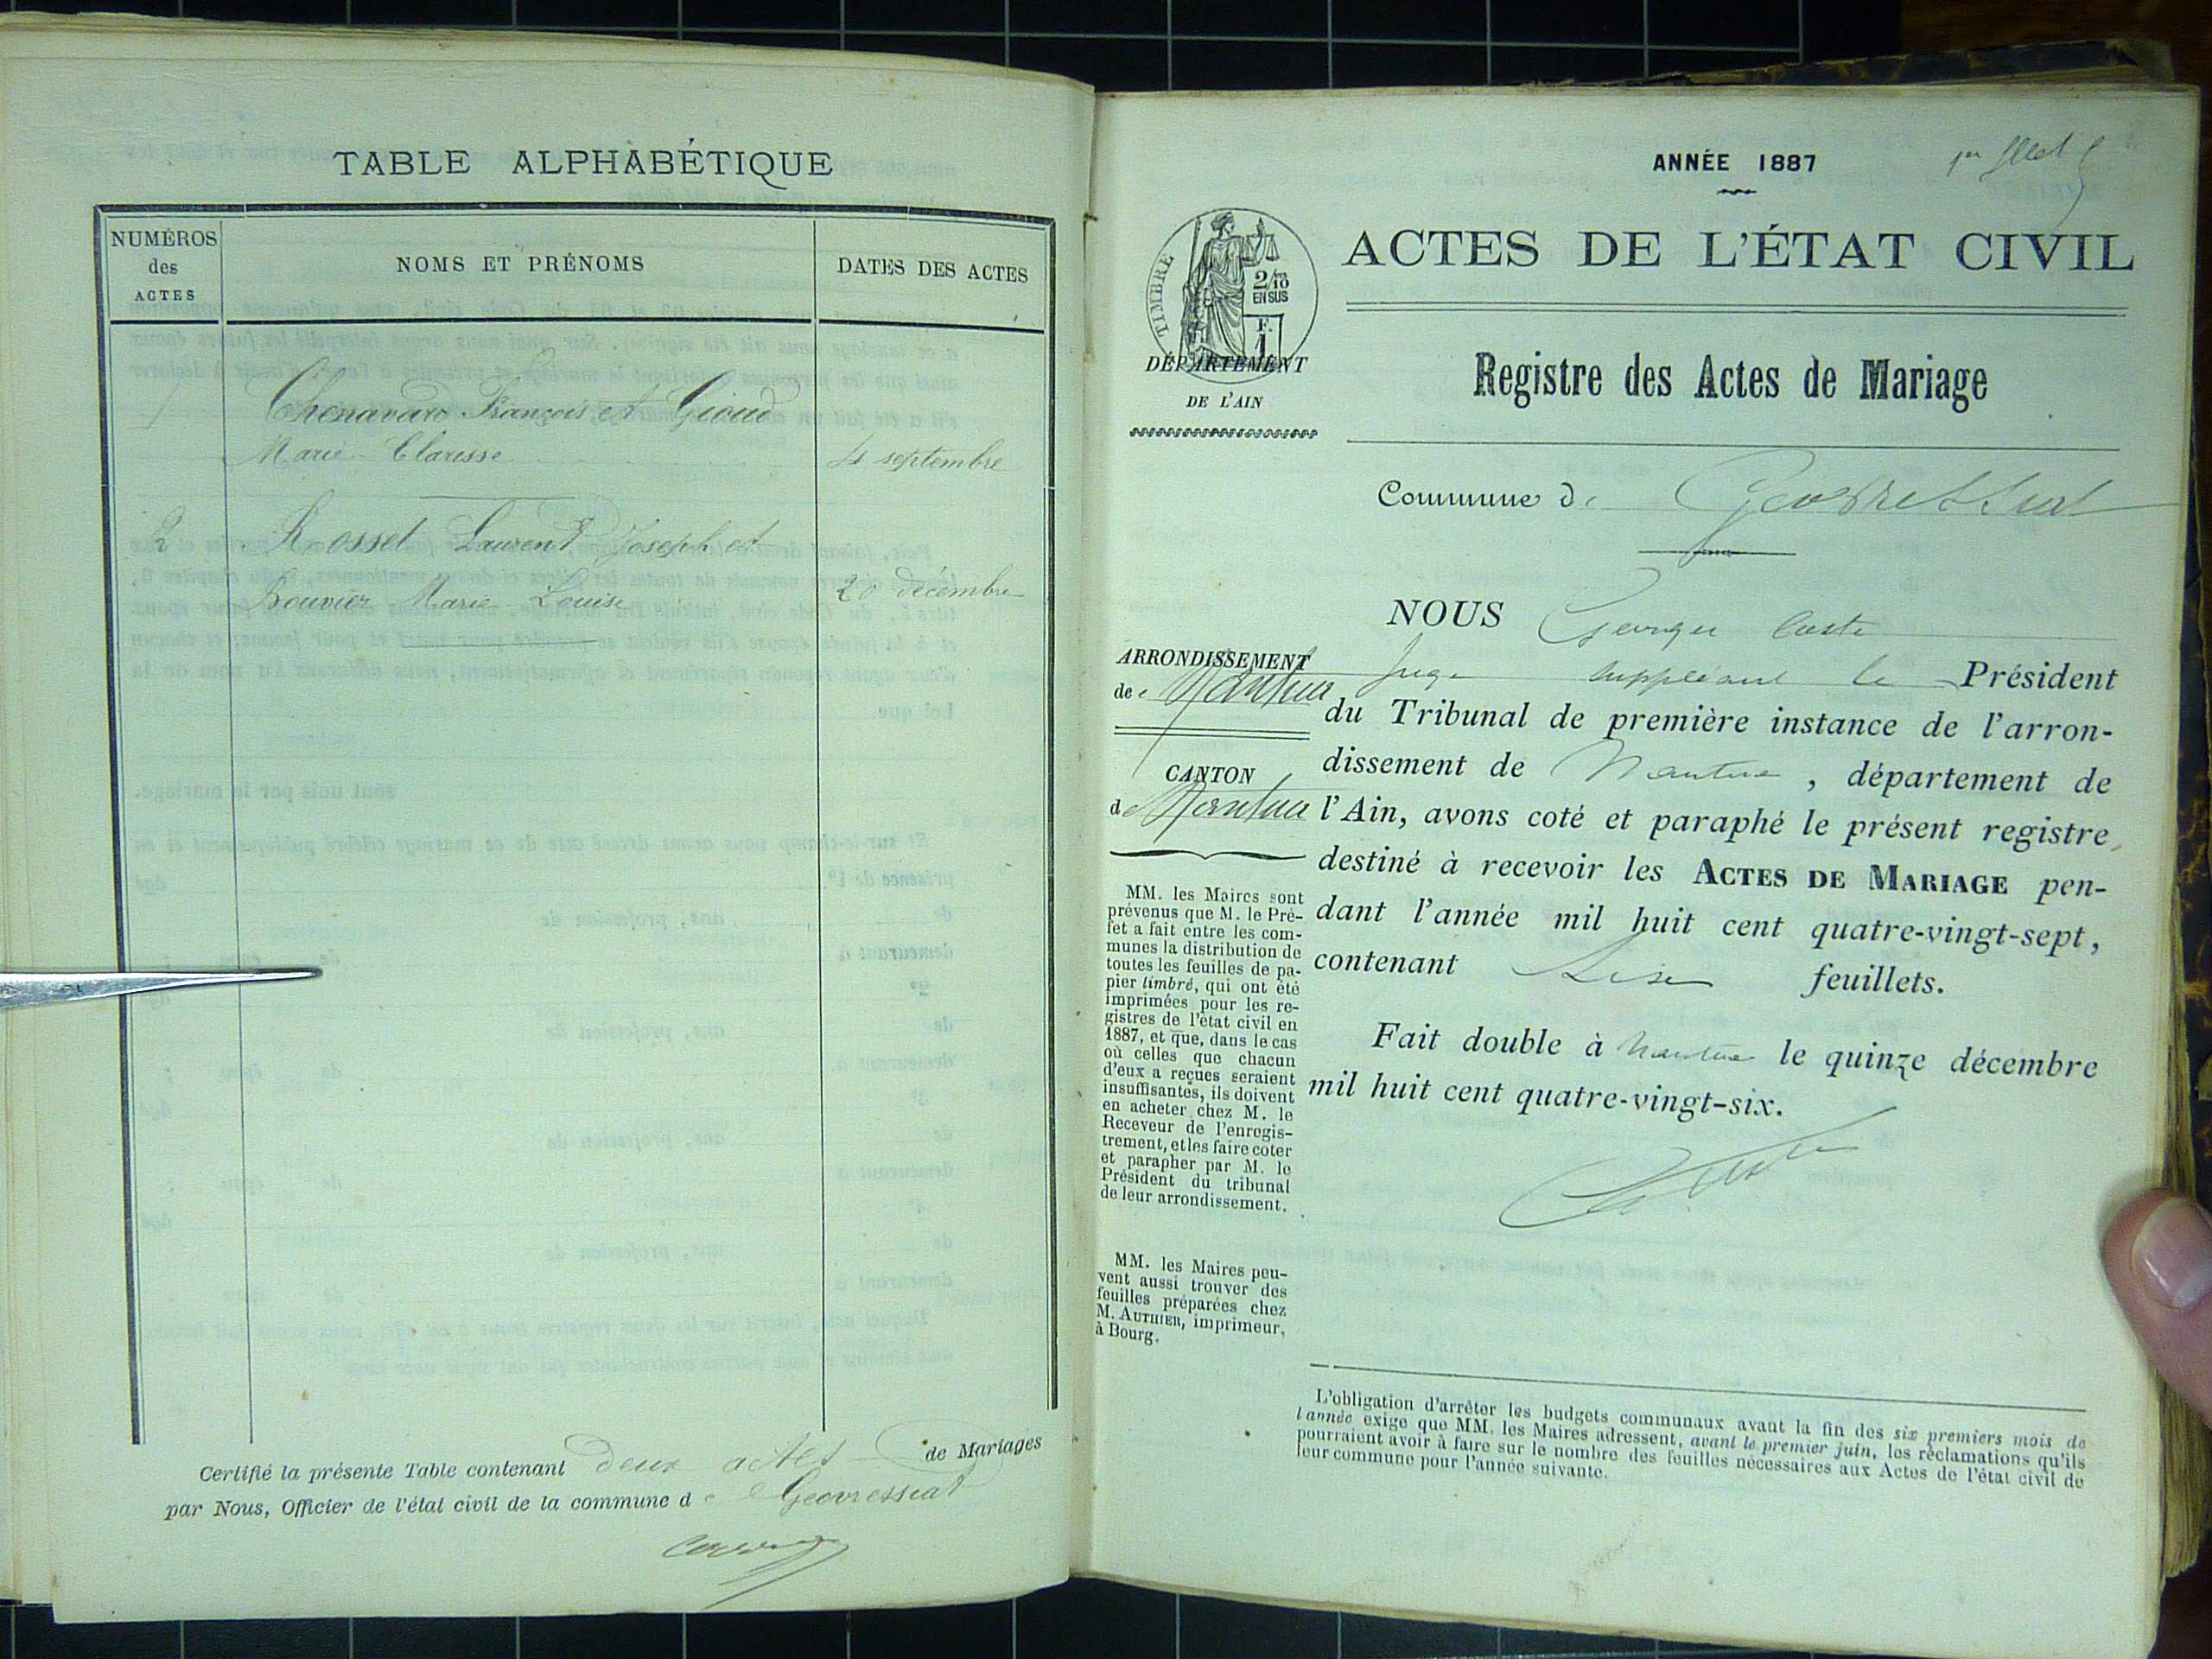 TABLE ALPHABÉTIQUE
NUMÉROS
des
ACTES
NOMS ET PRÉNOMS
DATES DES ACTES
1
Chenavard François et
Marie Clarisse
4 septembre
2
Rosset Laurent Joseph et
Bouvier Marie Louise
20 décembre
Certifié la présente Table contenant deux actes de Mariages
par Nous, Officier de l'état civil de la commune de Géovressiat
ANNÉE 1887
1er
TIMBRE
2/10
EN SUS
F.
1
DÉPARTEMENT
DE L'AIN
ACTES DE L'ÉTAT CIVIL
Registre des Actes de Mariage
Commune de Géovressiat
ARRONDISSEMENT
de Nantua
CANTON
de Nantua
MM. les Maires sont
prévenus que M. le Pré-
fet a fait entre les com-
munes la distribution de
toutes les feuilles de pa-
pier timbré, qui ont été
imprimées pour les re-
gistres de l'état civil en
1887, et que, dans le cas
où celles que chacun
d'eux a reçues seraient
insuffisantes, ils doivent
en acheter chez M. le
Receveur de l'enregis-
trement, et les faire coter
et parapher par M. le
Président du tribunal
de leur arrondissement.
MM. les Maires peu-
vent aussi trouver des
feuilles préparées chez
M. AUTHIER, imprimeur,
à Bourg.
NOUS Georges Coste
Juge suppléant le Président
du Tribunal de première instance de l'arron-
dissement de Nantua, département de
l'Ain, avons coté et paraphé le présent registre,
destiné à recevoir les ACTES DE MARIAGE pen-
dant l'année mil huit cent quatre-vingt-sept,
contenant feuillets.
Fait double à Nantua le quinze décembre
mil huit cent quatre-vingt-six.
L'obligation d'arrêter les budgets communaux avant la fin des six premiers mois de
l'année exige que MM. les Maires adressent, avant le premier juin, les réclamations qu'ils
pourraient avoir à faire sur le nombre des feuilles nécessaires aux Actes de l'état civil de
leur commune pour l'année suivante.